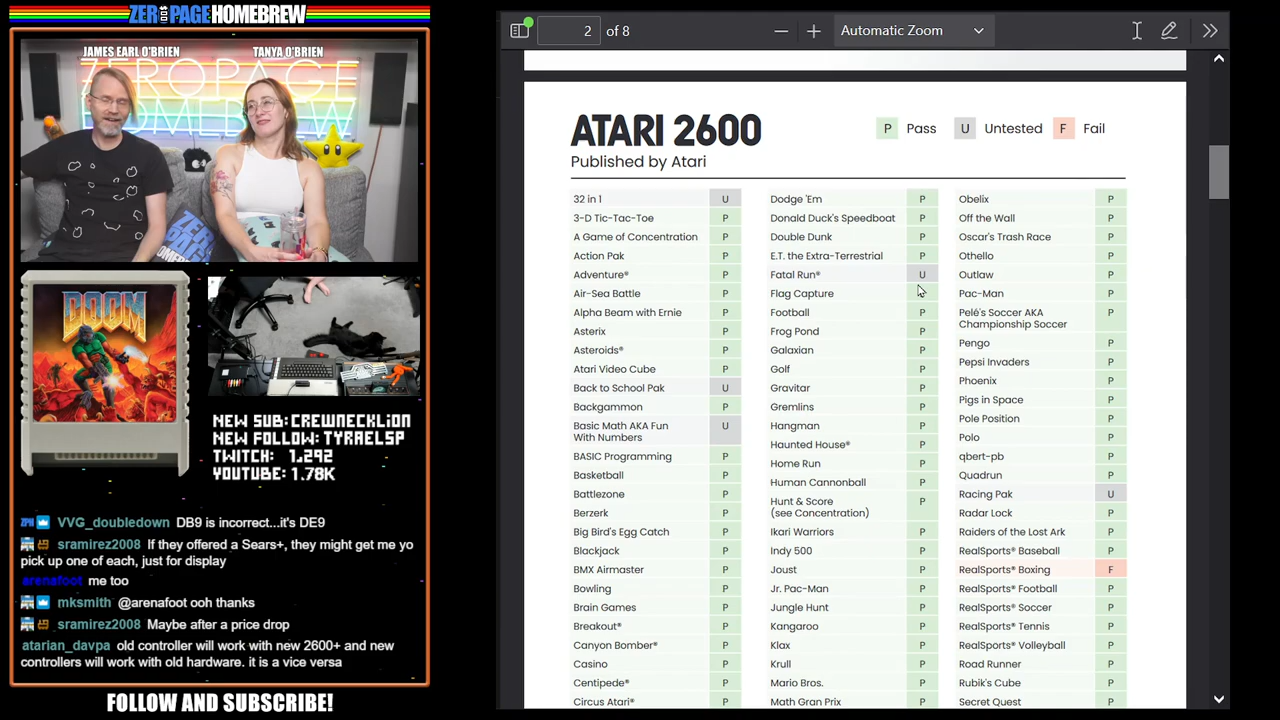 ZEROPAGE HOMEBREW
JAMES EARL O'BRIEN
TANYA O'BRIEN
ZEROPAGE
HOMEBREW
DOOM
NEW SUB:CREWNECKLION
NEW FOLLOW:TYRAELSP
TWITCH: 1,292
YOUTUBE:1.78K
VVG_doubledown DB9 is incorrect...it's DE9
sramirez2008 If they offered a Sears+, they might get me yo
pick up one of each, just for display
arenafoot me too
mksmith @arenafoot ooh thanks
sramirez2008 Maybe after a price drop
atarian_davpa old controller will work with new 2600+ and new
controllers will work with old hardware. it is a vice versa
FOLLOW AND SUBSCRIBE!
2 of 8
Automatic Zoom
ATARI 2600
Published by Atari
P Pass U Untested F Fail
32 in 1 U
3-D Tic-Tac-Toe P
A Game of Concentration P
Action Pak P
Adventure® P
Air-Sea Battle P
Alpha Beam with Ernie P
Asterix P
Asteroids® P
Atari Video Cube P
Back to School Pak U
Backgammon P
Basic Math AKA Fun U
With Numbers
BASIC Programming P
Basketball P
Battlezone P
Berzerk P
Big Bird's Egg Catch P
Blackjack P
BMX Airmaster P
Bowling P
Brain Games P
Breakout® P
Canyon Bomber® P
Casino P
Centipede® P
Circus Atari® P
Dodge 'Em P
Donald Duck's Speedboat P
Double Dunk P
E.T. the Extra-Terrestrial P
Fatal Run® U
Flag Capture
Football P
Frog Pond P
Galaxian P
Golf P
Gravitar P
Gremlins P
Hangman P
Haunted House® P
Home Run P
Human Cannonball P
Hunt & Score P
(see Concentration)
Ikari Warriors P
Indy 500 P
Joust P
Jr. Pac-Man P
Jungle Hunt P
Kangaroo P
Klax P
Krull P
Mario Bros. P
Math Gran Prix P
Obelix P
Off the Wall P
Oscar's Trash Race P
Othello P
Outlaw P
Pac-Man P
Pelé's Soccer AKA P
Championship Soccer
Pengo P
Pepsi Invaders P
Phoenix P
Pigs in Space P
Pole Position P
Polo P
qbert-pb P
Quadrun P
Racing Pak U
Radar Lock P
Raiders of the Lost Ark P
RealSports® Baseball P
RealSports® Boxing F
RealSports® Football P
RealSports® Soccer P
RealSports® Tennis P
RealSports® Volleyball P
Road Runner P
Rubik's Cube P
Secret Quest P